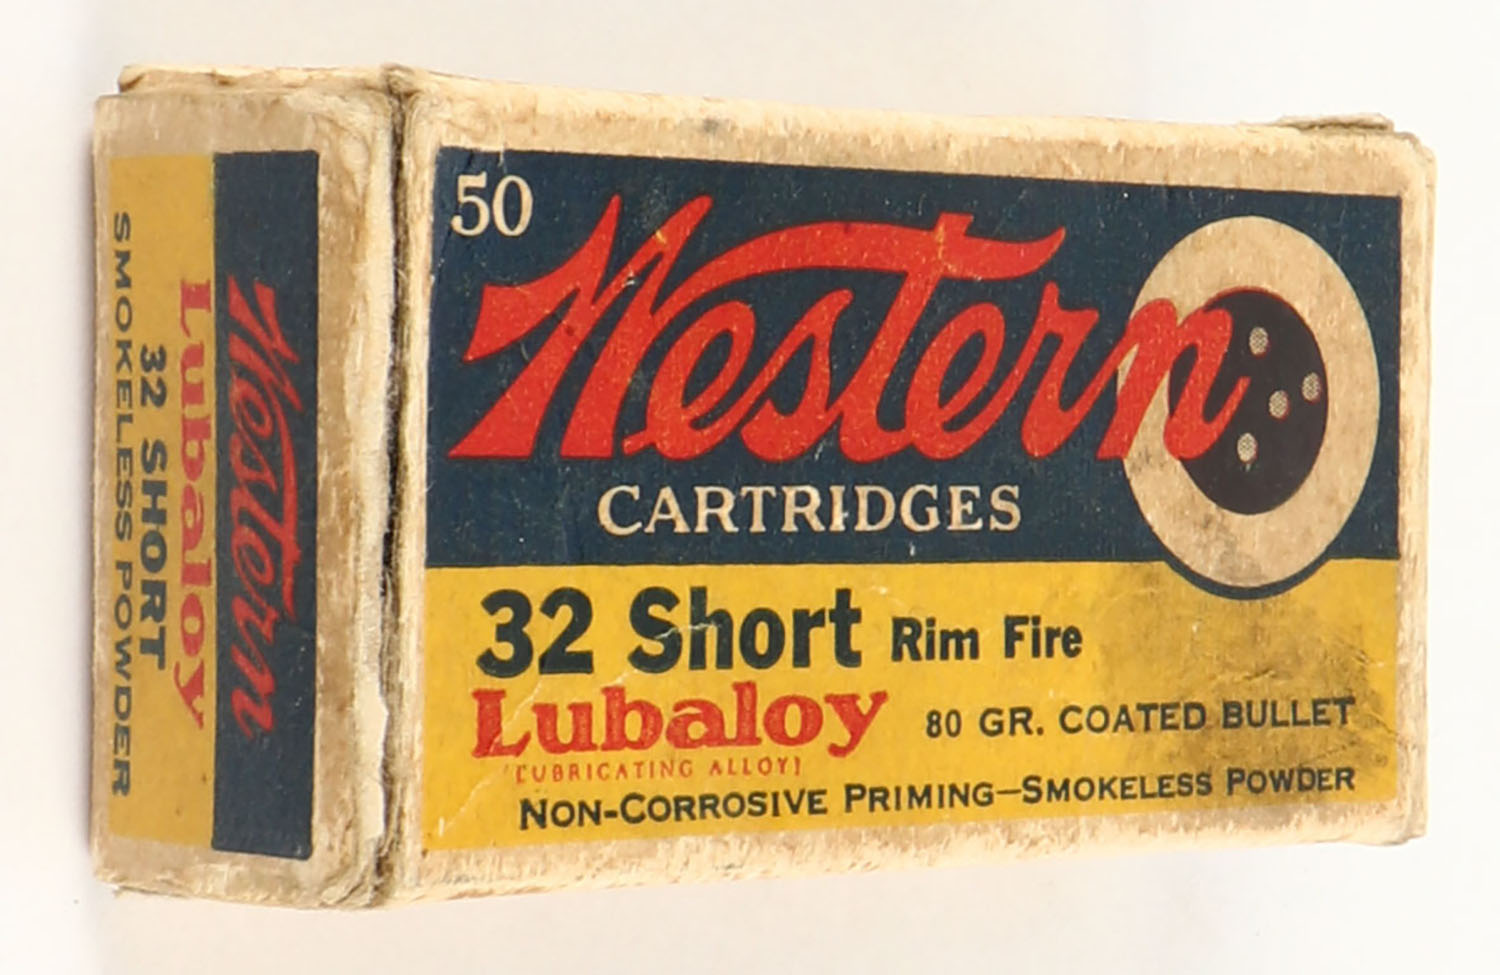 50
Western
CARTRIDGES
32 Short Rim Fire
Lubaloy 80 GR. COATED BULLET
(LUBRICATING ALLOY)
NON-CORROSIVE PRIMING—SMOKELESS POWDER
Western
Lubaloy
32 SHORT
SMOKELESS POWDER